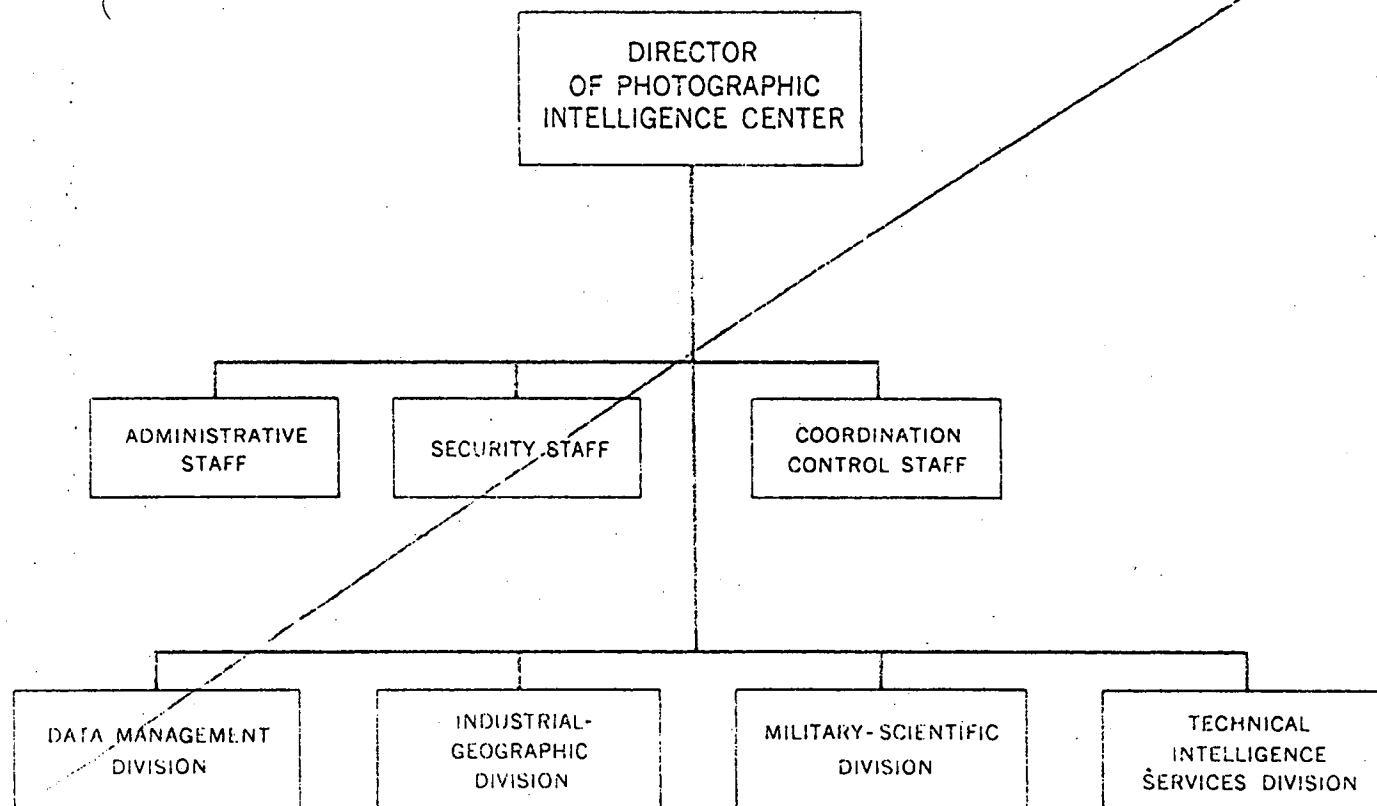 DIRECTOR
OF PHOTOGRAPHIC
INTELLIGENCE CENTER
ADMINISTRATIVE
STAFF
SECURITY STAFF
COORDINATION
CONTROL STAFF
DATA MANAGEMENT
DIVISION
INDUSTRIAL-
GEOGRAPHIC
DIVISION
MILITARY-SCIENTIFIC
DIVISION
TECHNICAL
INTELLIGENCE
SERVICES DIVISION